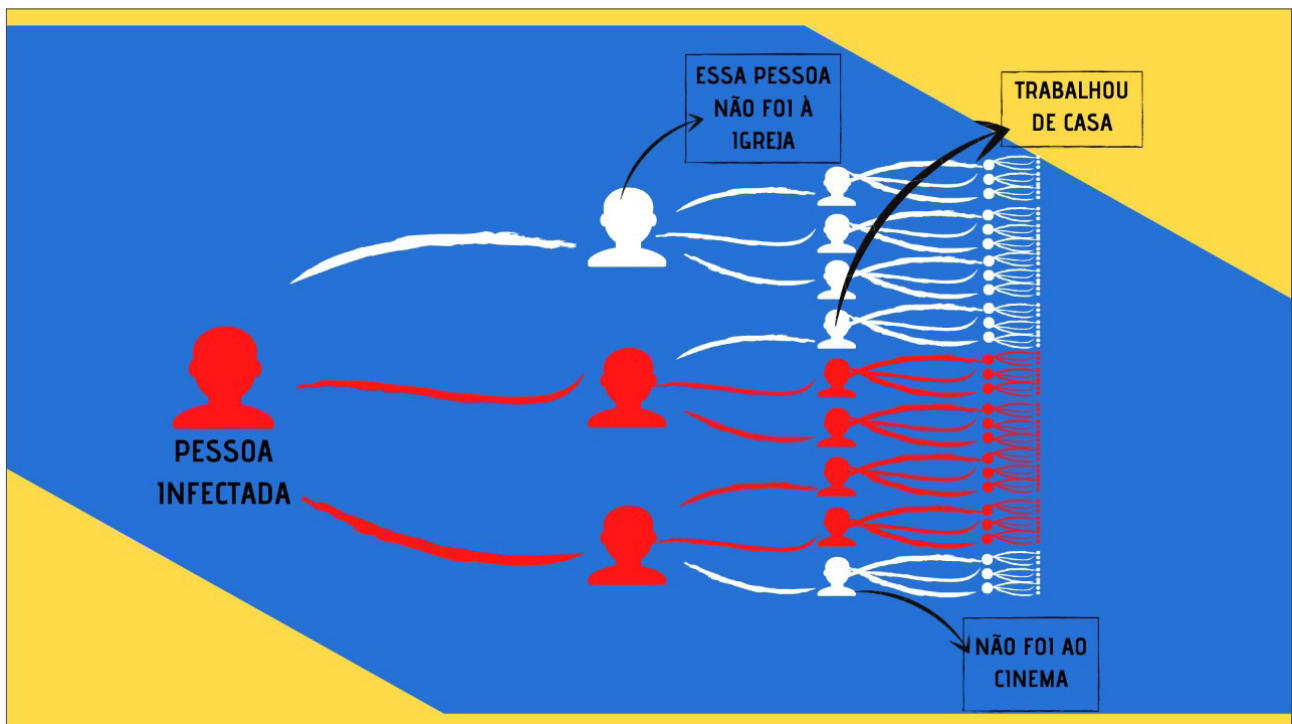 ESSA PESSOA
NÃO FOI À
IGREJA
TRABALHOU
DE CASA
PESSOA
INFECTADA
NÃO FOI AO
CINEMA